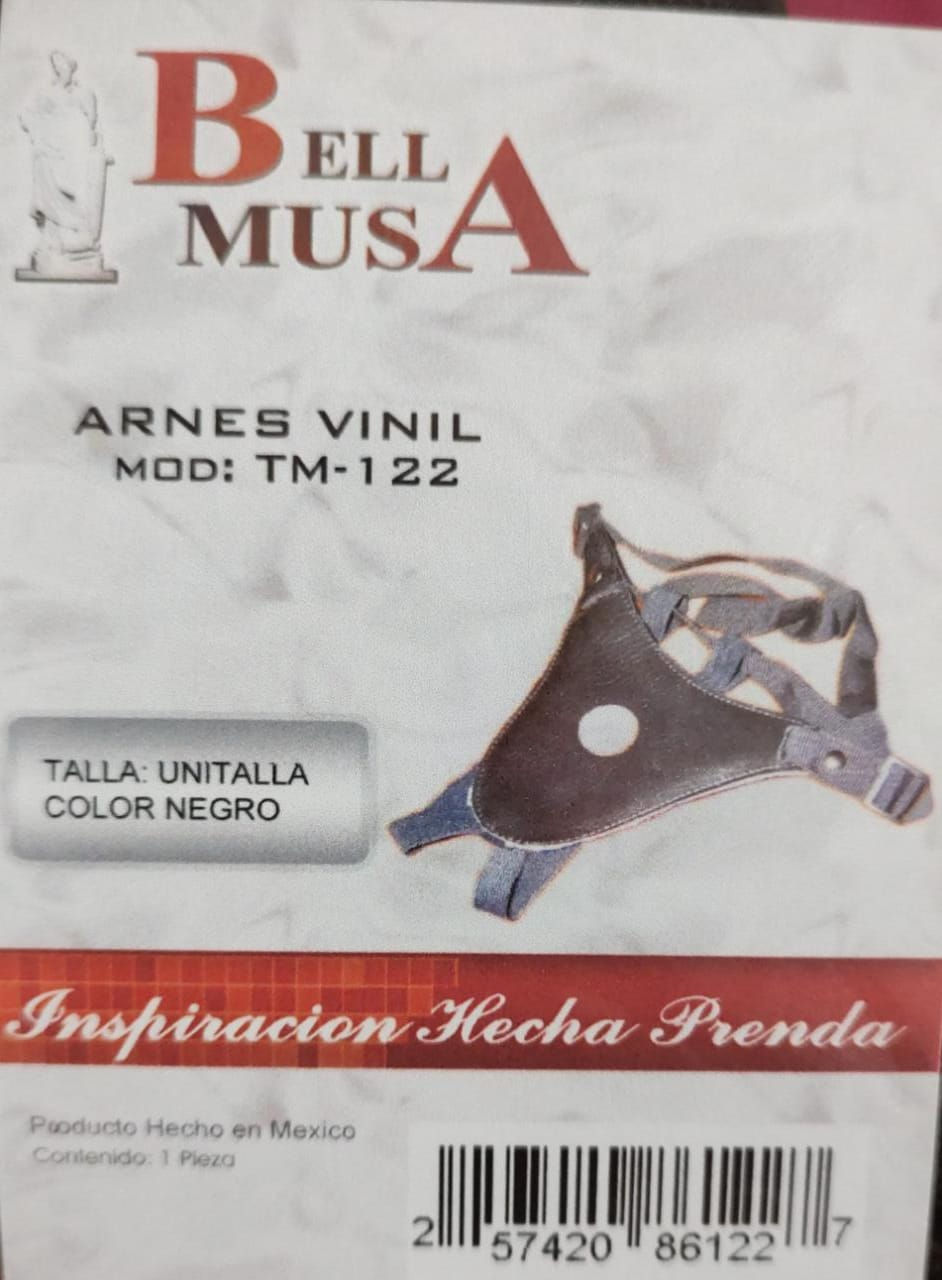 BELL
MUSA
ARNES VINIL
MOD: TM-122
TALLA: UNITALLA
COLOR NEGRO
Inspiracion Hecha Prenda
Producto Hecho en Mexico
Contenido: 1 Pieza
2 57420 86122 7